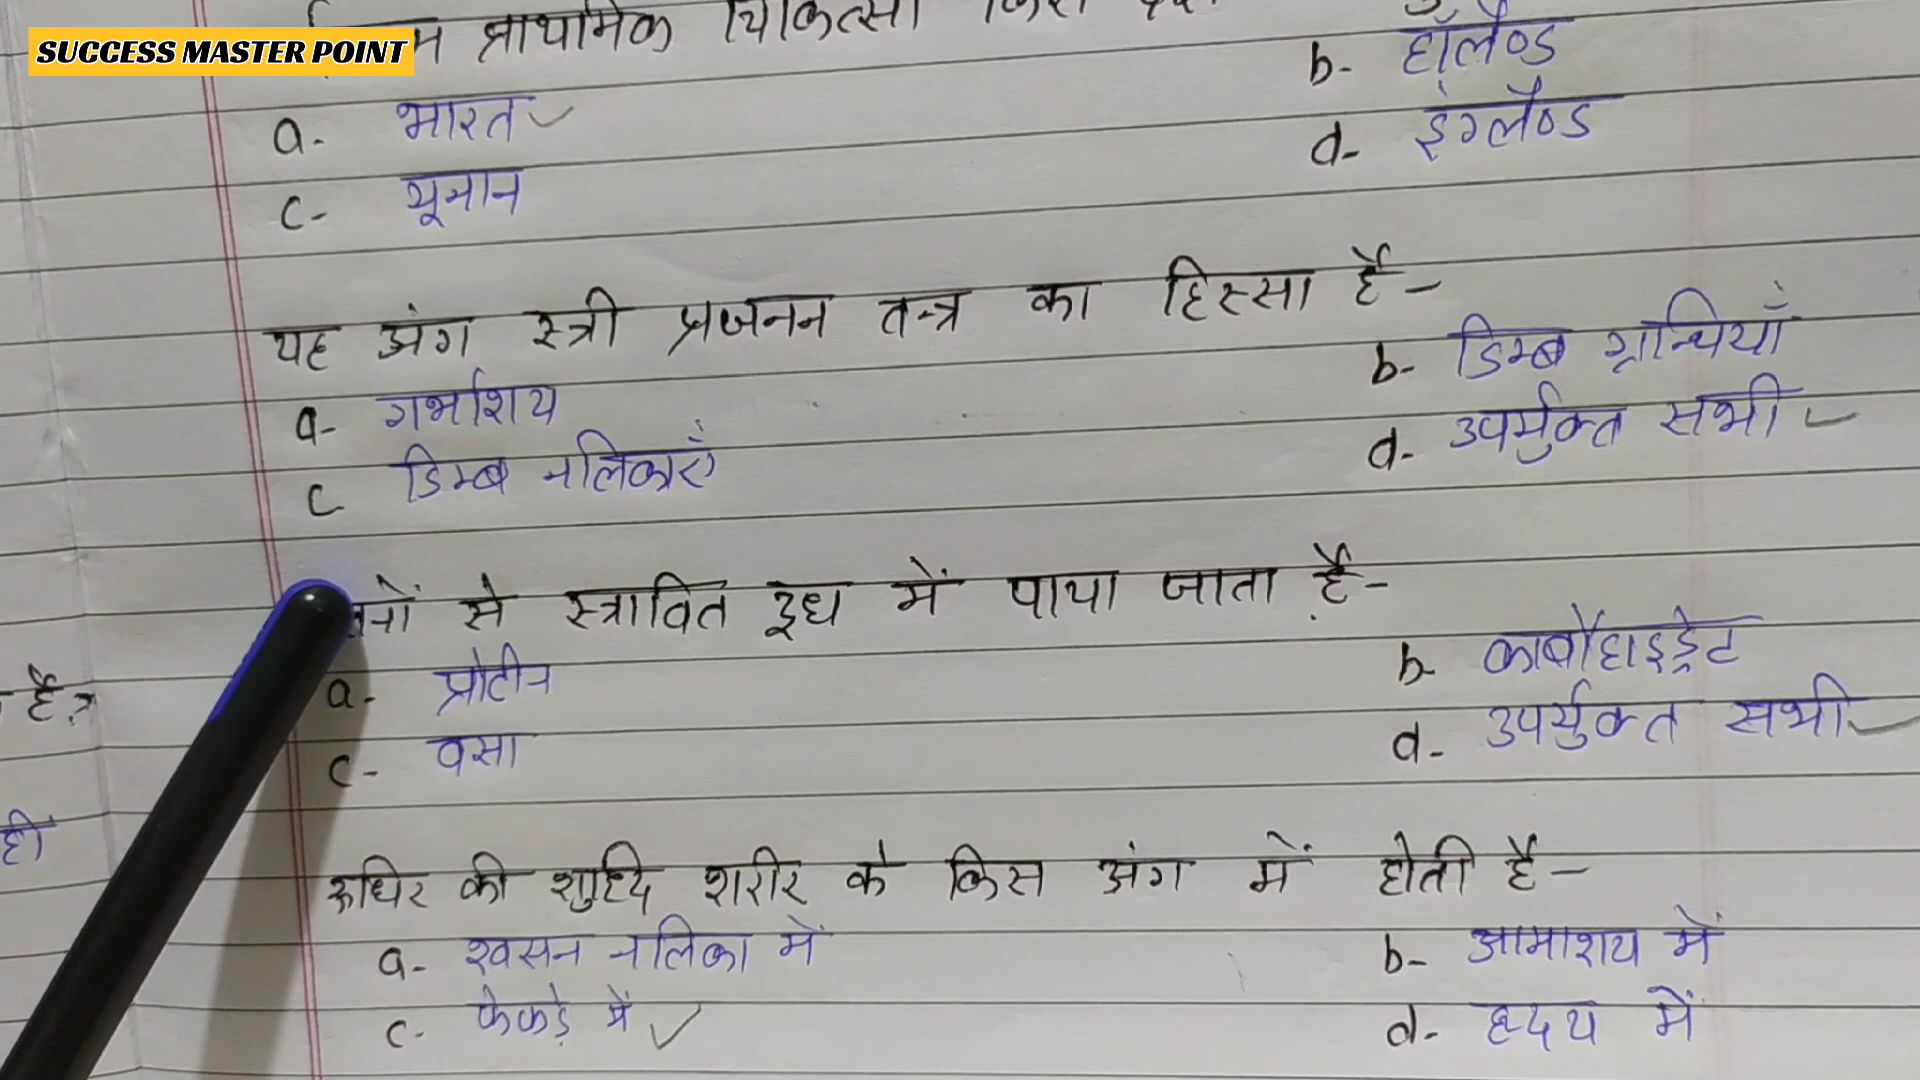 SUCCESS MASTER POINT
प्राथमिक चिकित्सा
a- भारत ✓
b- हॉलैण्ड
c- यूनान
d- इंग्लैण्ड
यह अंग स्त्री प्रजनन तन्त्र का हिस्सा है -
a- गर्भाशय
b- डिम्ब ग्रन्थियाँ
c डिम्ब नलिकाएँ
d- उपर्युक्त सभी ✓
से स्त्रावित दूध में पाया जाता है -
a- प्रोटीन
b- कार्बोहाइड्रेट
c- वसा
d- उपर्युक्त सभी ✓
है ?
ही
रूधिर की शुद्धि शरीर के किस अंग में होती है -
a- श्वसन नलिका में
b- आमाशय में
c- फेफड़े में ✓
d- हृदय में